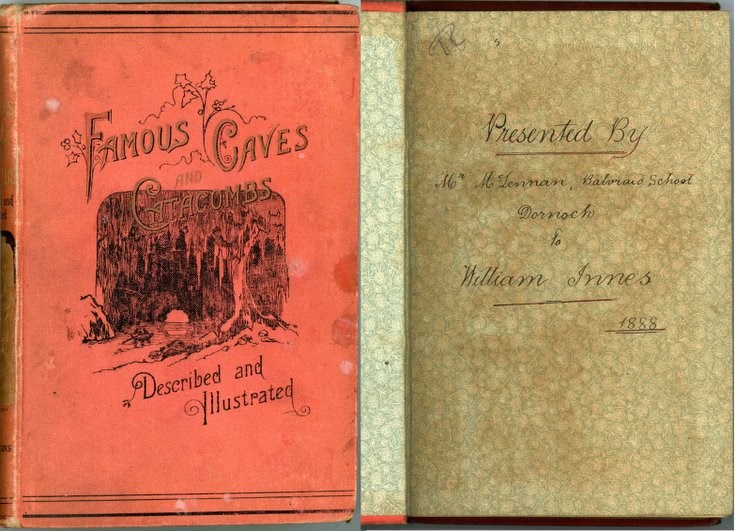 FAMOUS CAVES
AND
CATACOMBS
Described and
Illustrated
Presented By
Mr McLennan, Balvraid School
Dornoch
to
William Innes
1888